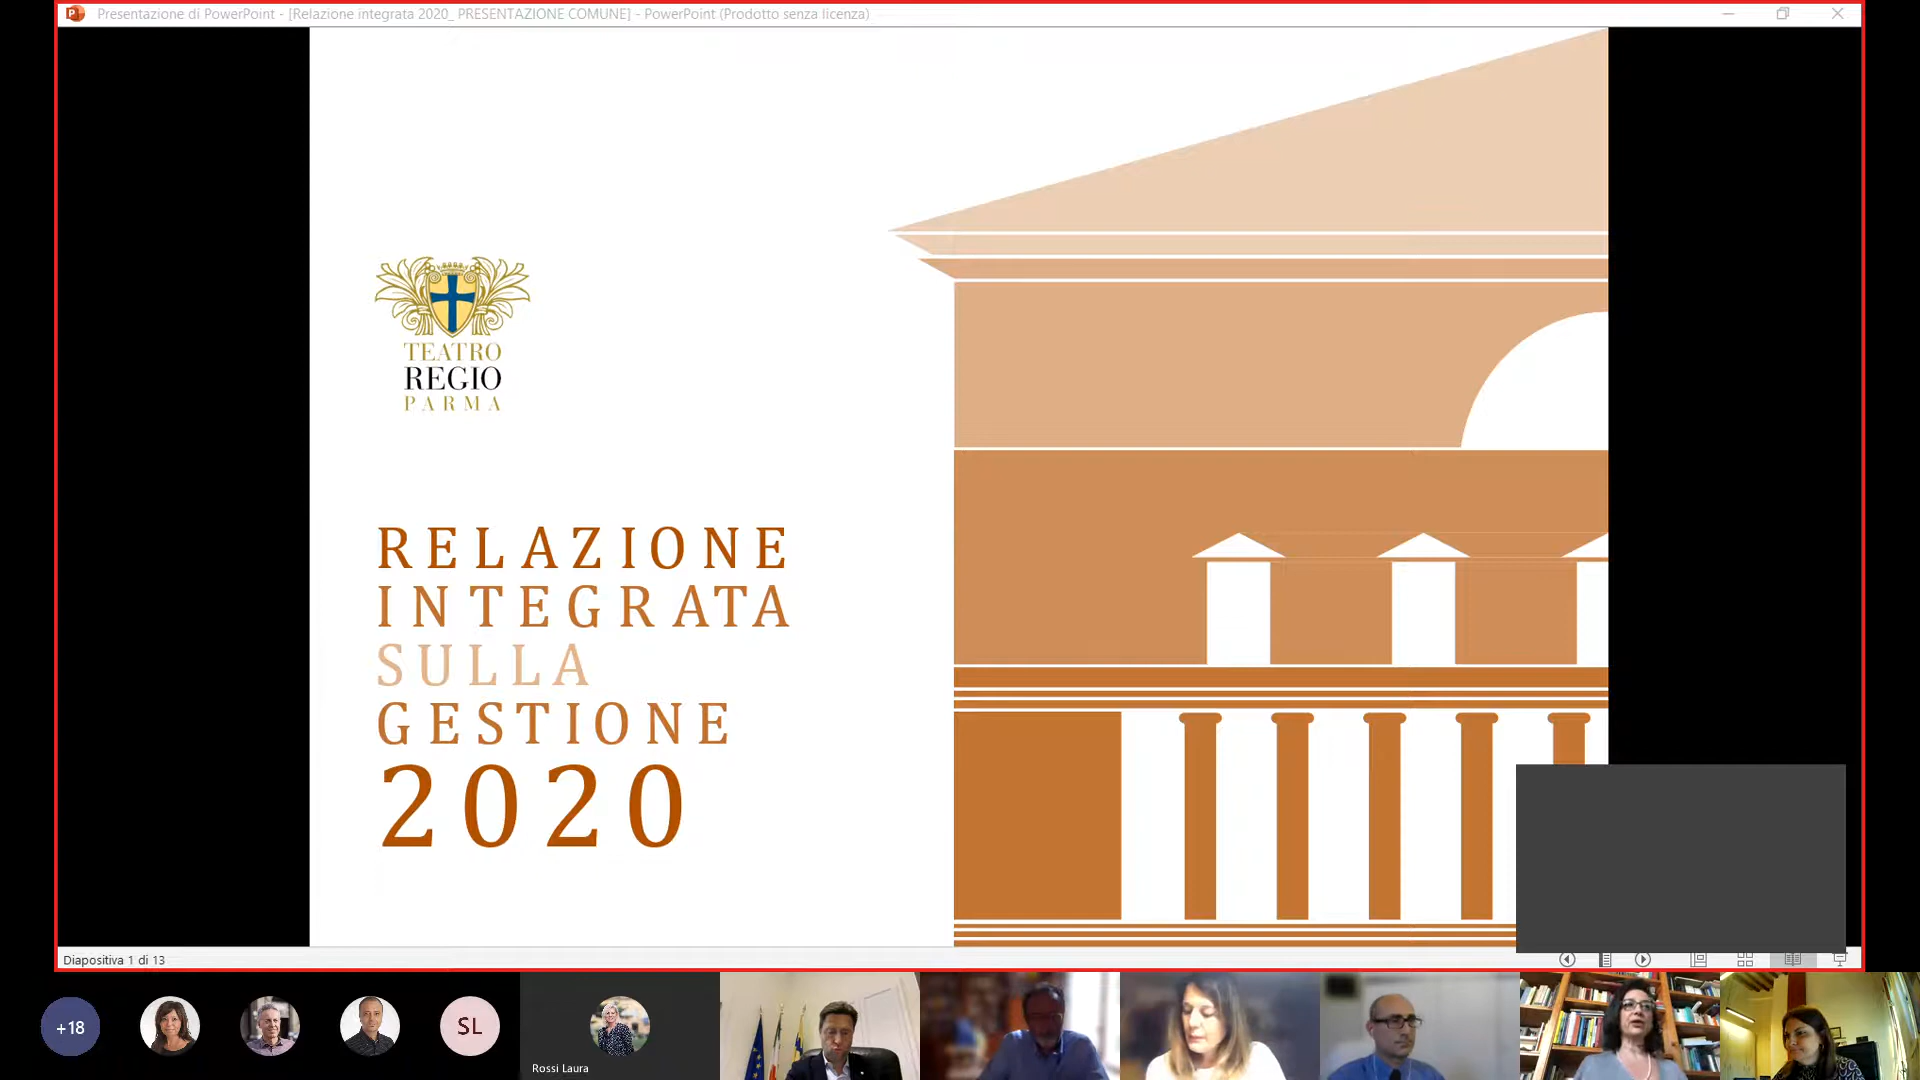 Presentazione di PowerPoint - [Relazione integrata 2020_ PRESENTAZIONE COMUNE] - PowerPoint (Prodotto senza licenza)
TEATRO
REGIO
PARMA
RELAZIONE
INTEGRATA
SULLA
GESTIONE
2020
Diapositiva 1 di 13
+18
SL
Rossi Laura